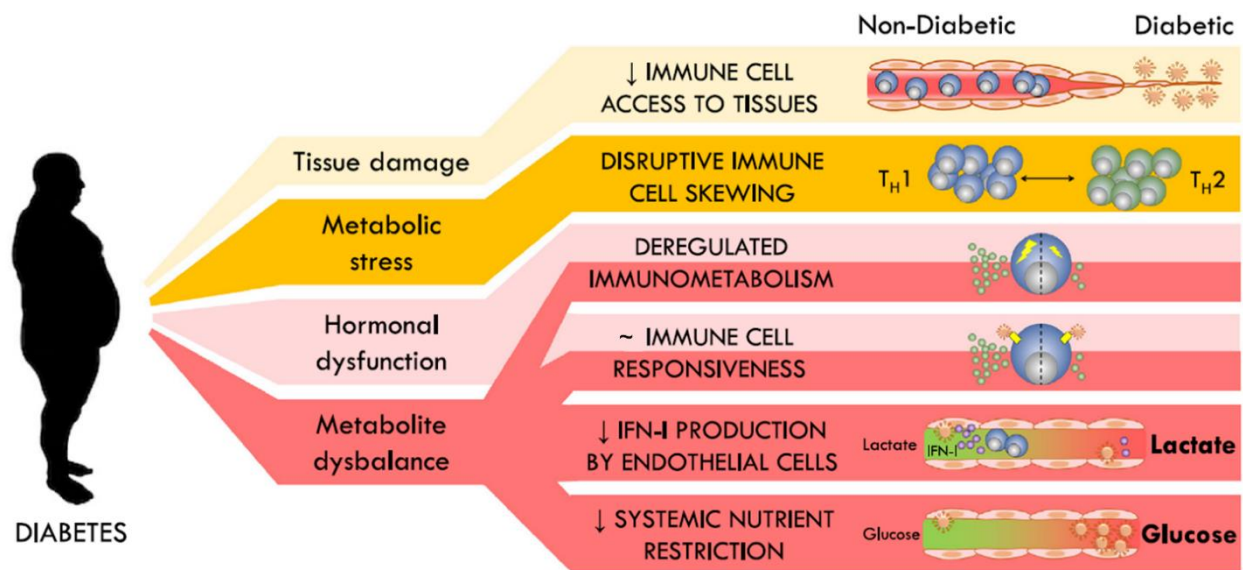 Non-Diabetic
Diabetic
↓ IMMUNE CELL
ACCESS TO TISSUES
Tissue damage
DISRUPTIVE IMMUNE
CELL SKEWING
TH1
TH2
Metabolic
stress
DEREGULATED
IMMUNOMETABOLISM
Hormonal
dysfunction
~ IMMUNE CELL
RESPONSIVENESS
Metabolite
dysbalance
↓ IFN-I PRODUCTION
BY ENDOTHELIAL CELLS
Lactate
IFN-I
Lactate
↓ SYSTEMIC NUTRIENT
RESTRICTION
Glucose
Glucose
DIABETES